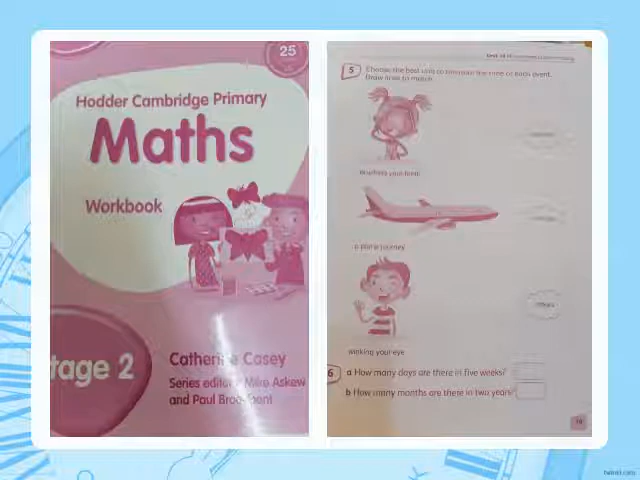 25
Hodder Cambridge Primary
Maths
Workbook
tage 2
Catherine Casey
Series editors Mike Askew
and Paul Broadbent
5 Choose the best unit to measure the time of each event.
Draw lines to match.
Brushing your teeth
a plane journey
winking your eye
6 a How many days are there in five weeks?
b How many months are there in two years?
twinkl.com